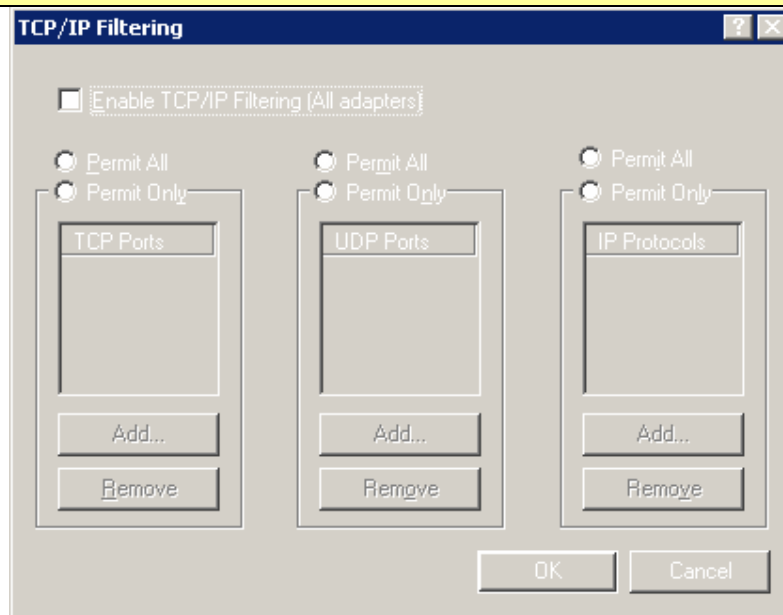 TCP/IP Filtering
Enable TCP/IP Filtering (All adapters)
Permit All
Permit Only
TCP Ports
Add...
Remove
Permit All
Permit Only
UDP Ports
Add...
Remove
Permit All
Permit Only
IP Protocols
Add...
Remove
OK
Cancel